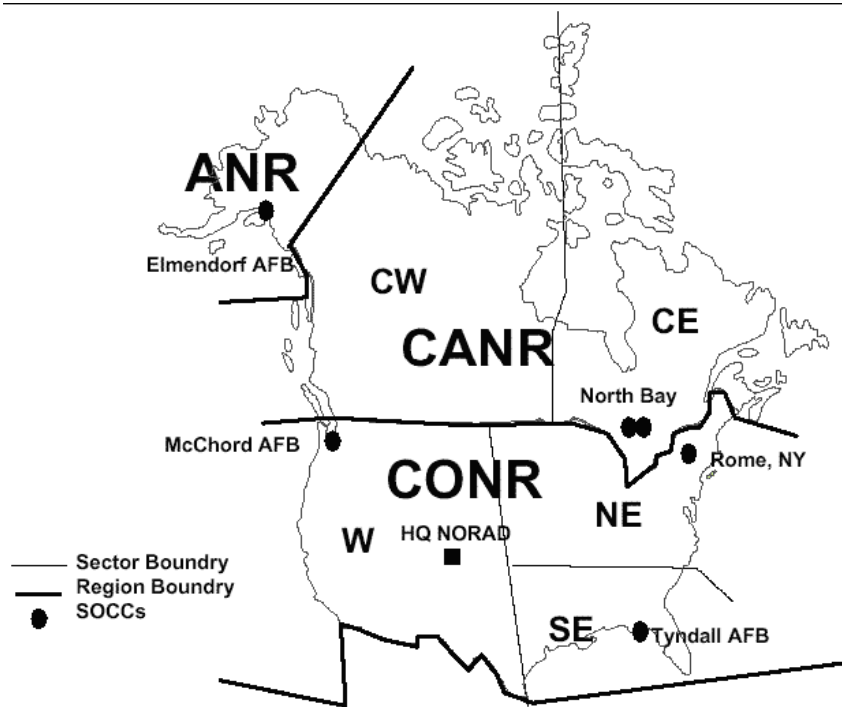 ANR
Elmendorf AFB
CW
CE
CANR
North Bay
McChord AFB
Rome, NY
CONR
NE
W
HQ NORAD
Sector Boundry
Region Boundry
SOCCs
SE
Tyndall AFB